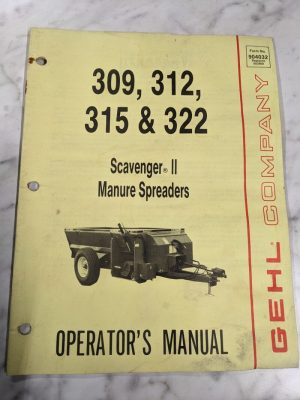 Form No.
904032
309, 312,
315 & 322
Scavenger® II
Manure Spreaders
OPERATOR'S MANUAL
GEHL COMPANY